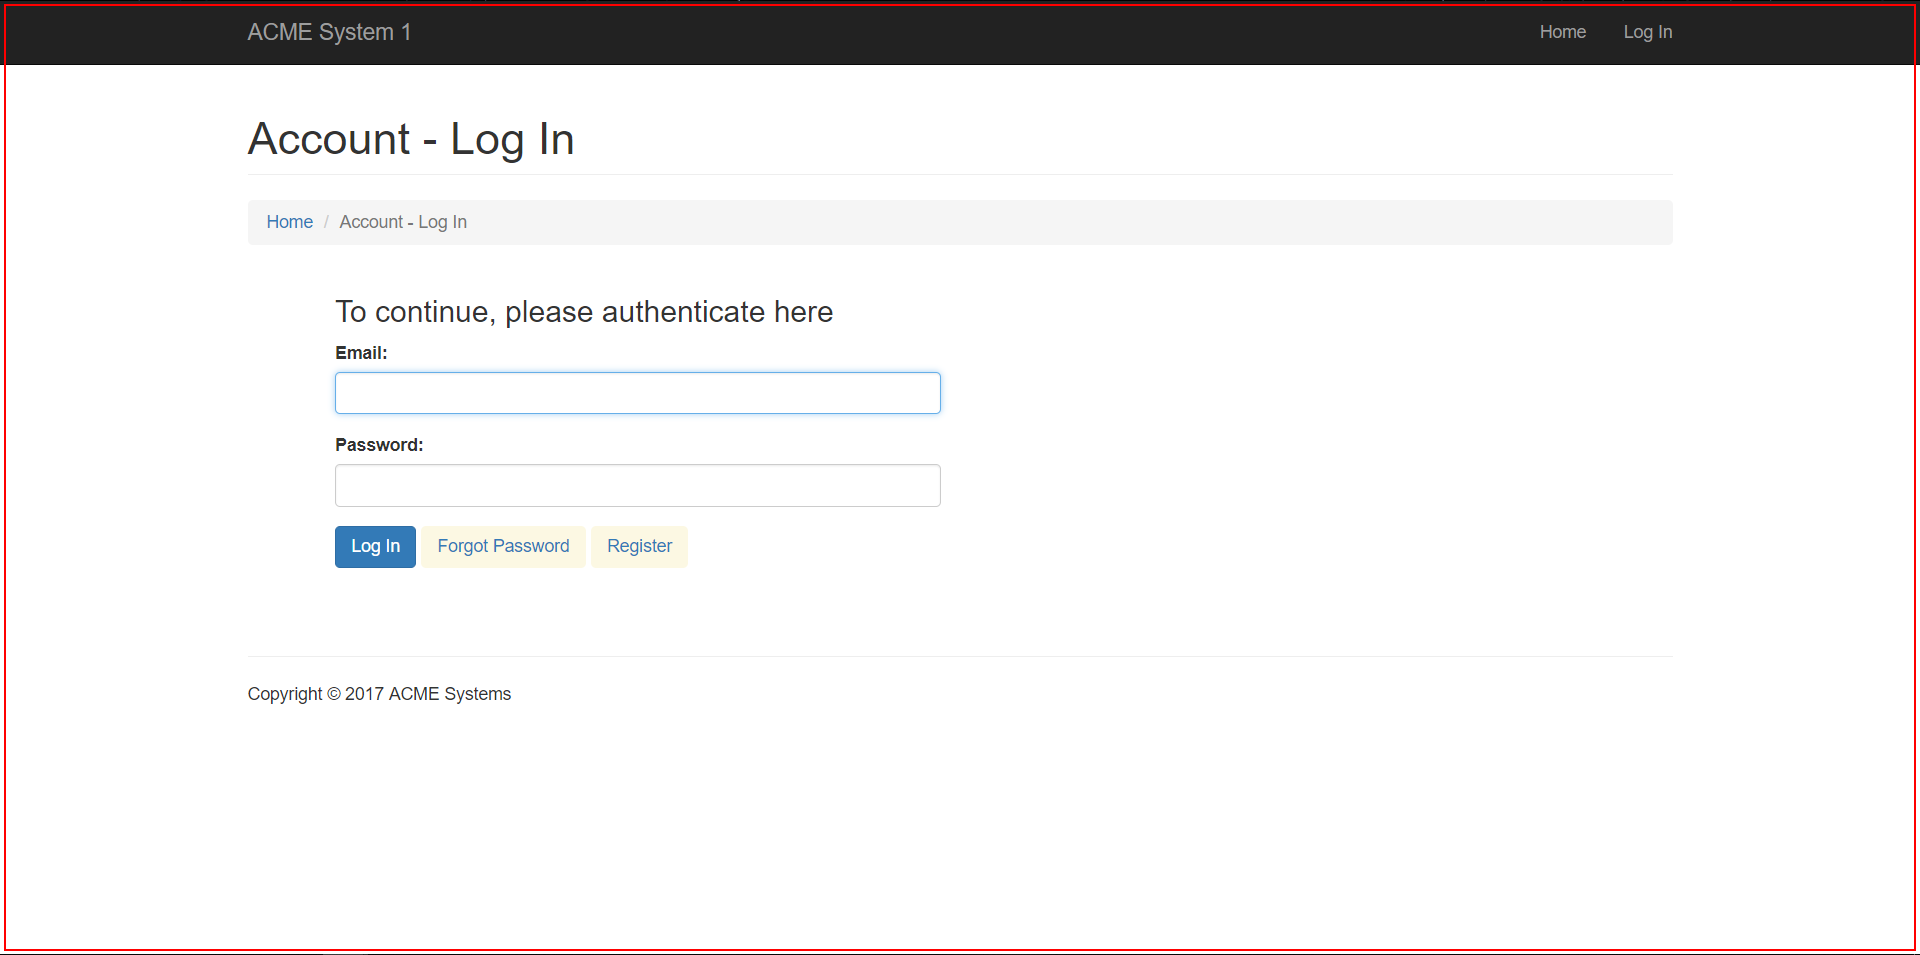 ACME System 1 Home Log In
Account - Log In
Home / Account - Log In
To continue, please authenticate here
Email:
Password:
Log In Forgot Password Register
Copyright © 2017 ACME Systems